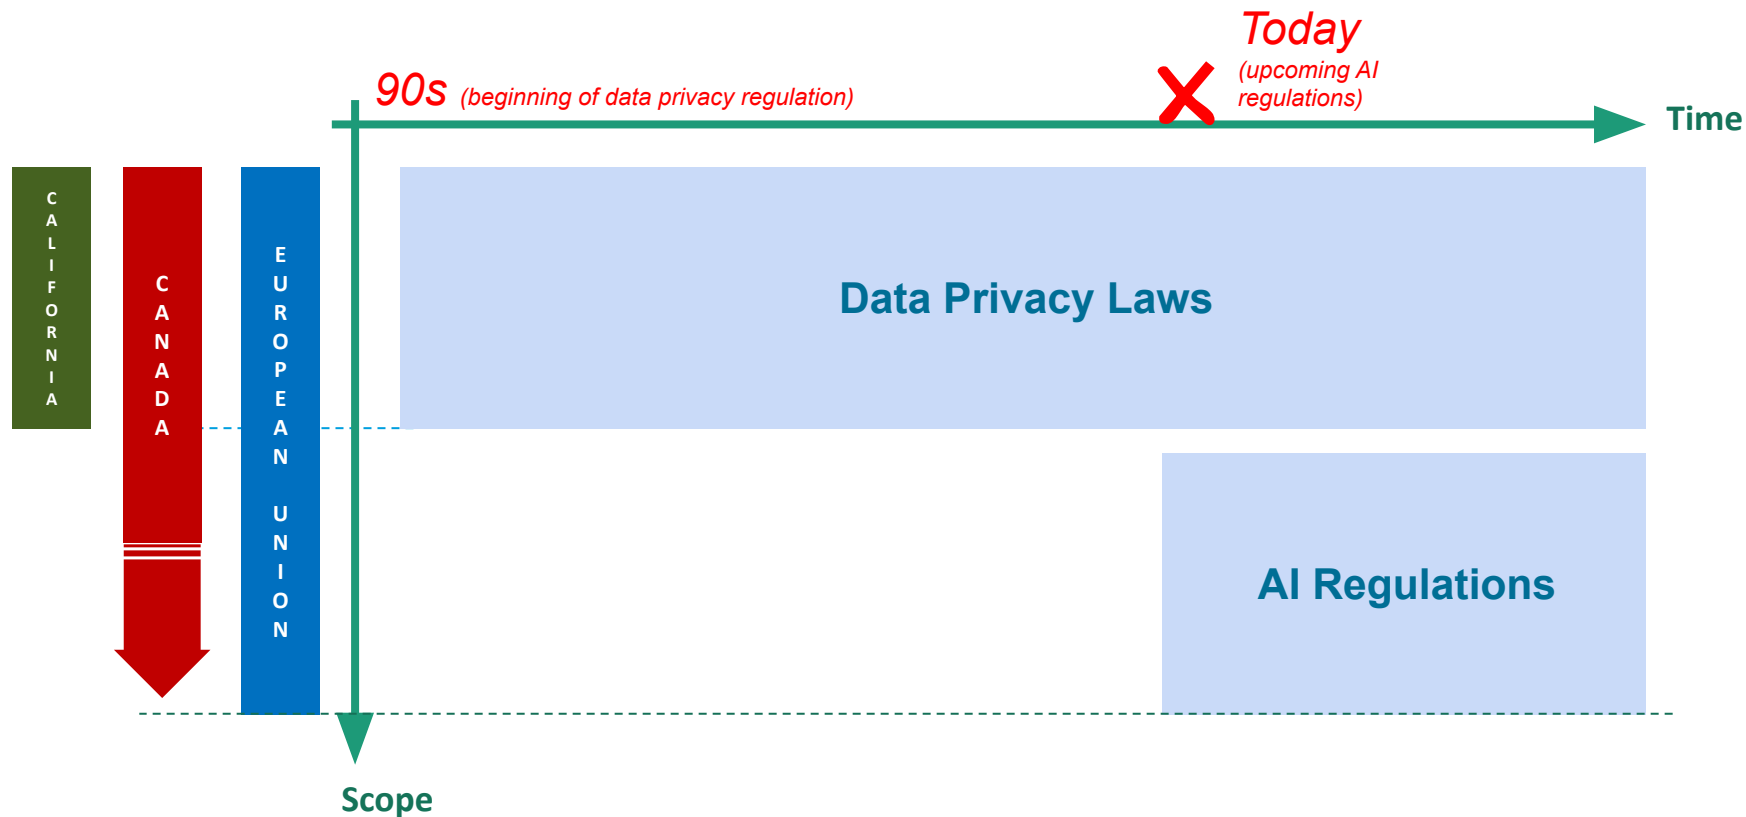 Today
(upcoming AI
regulations)
90s (beginning of data privacy regulation)
Time
CALIFORNIA
CANADA
EUROPEAN UNION
Data Privacy Laws
AI Regulations
Scope